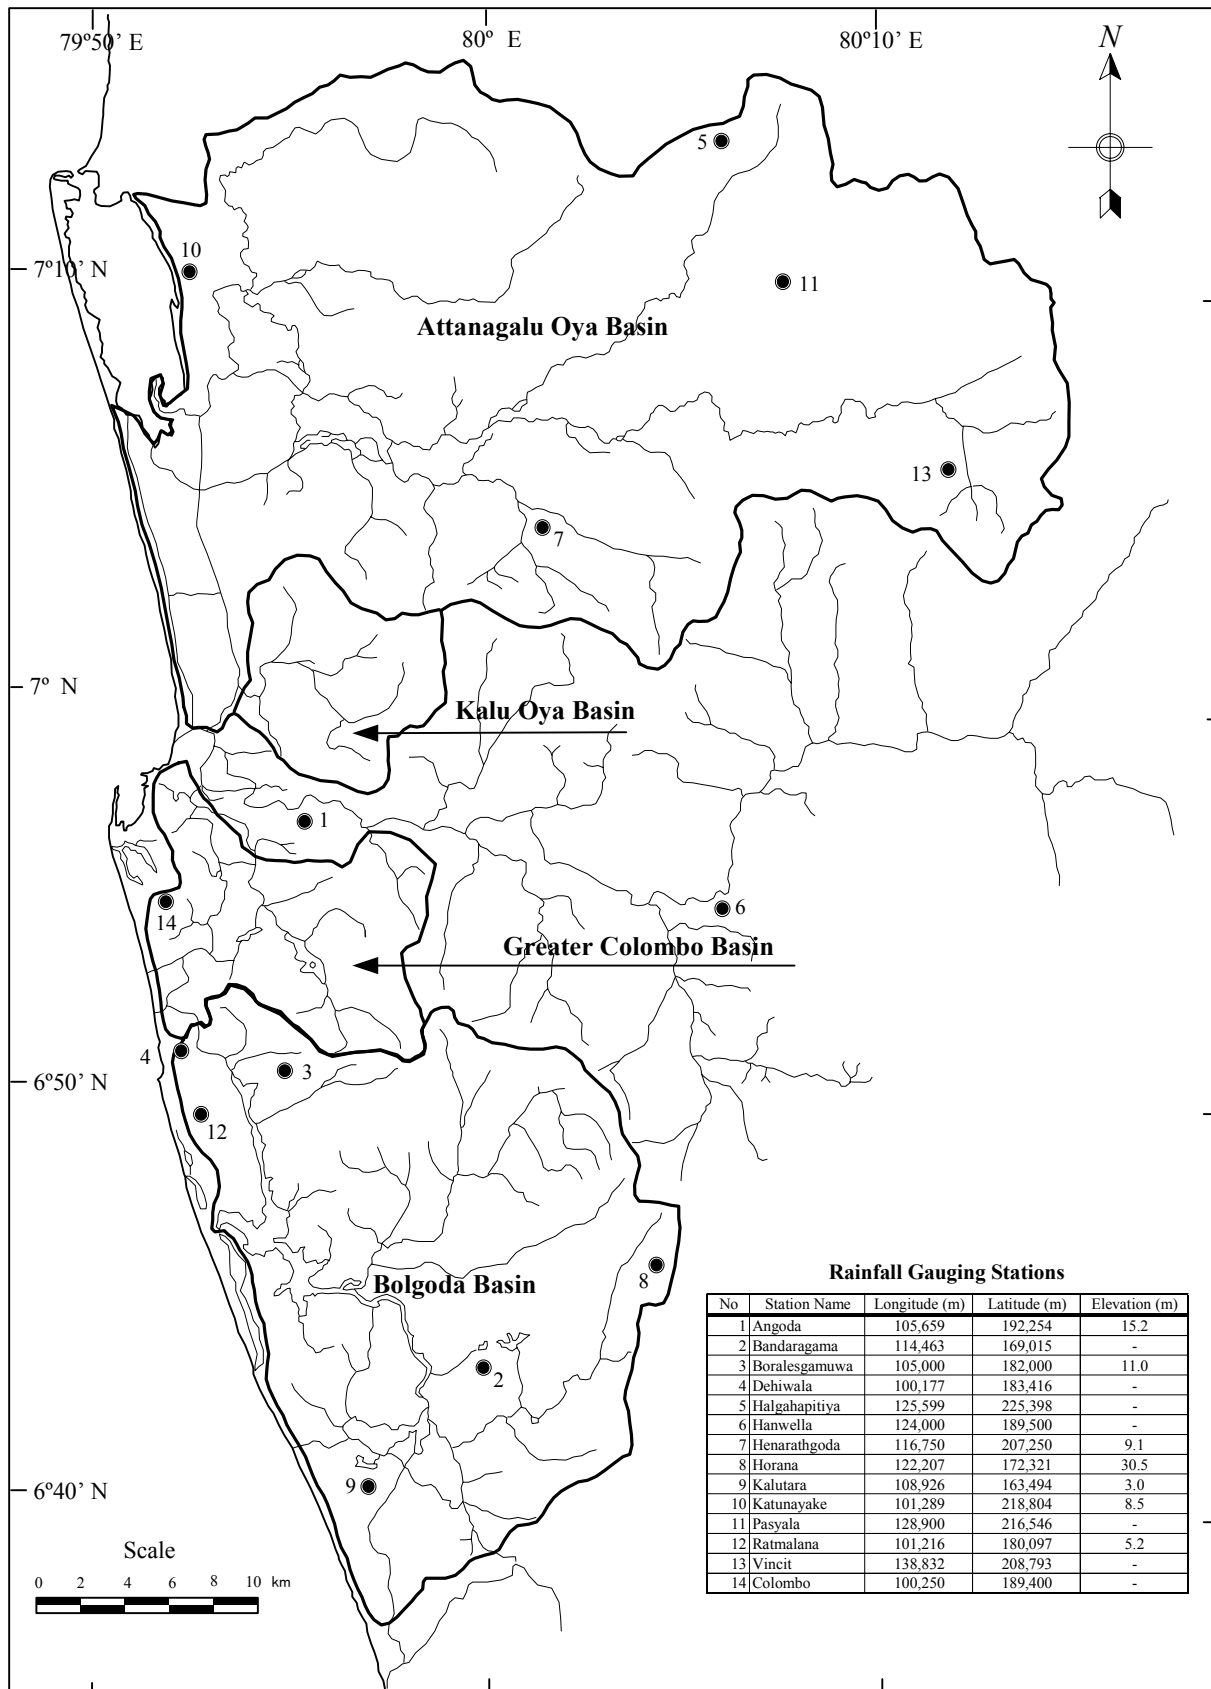 79º50’ E
80º E
80º10’ E
N
5
10
7º10’ N
11
Attanagalu Oya Basin
13
7
7º N
Kalu Oya Basin
1
14
6
Greater Colombo Basin
4
3
6º50’ N
12
8
Bolgoda Basin
2
9
6º40’ N
Scale
0 2 4 6 8 10 km
Rainfall Gauging Stations
No Station Name Longitude (m) Latitude (m) Elevation (m)
1 Angoda 105,659 192,254 15.2
2 Bandaragama 114,463 169,015 -
3 Boralesgamuwa 105,000 182,000 11.0
4 Dehiwala 100,177 183,416 -
5 Halgahapitiya 125,599 225,398 -
6 Hanwella 124,000 189,500 -
7 Henarathgoda 116,750 207,250 9.1
8 Horana 122,207 172,321 30.5
9 Kalutara 108,926 163,494 3.0
10 Katunayake 101,289 218,804 8.5
11 Pasyala 128,900 216,546 -
12 Ratmalana 101,216 180,097 5.2
13 Vincit 138,832 208,793 -
14 Colombo 100,250 189,400 -